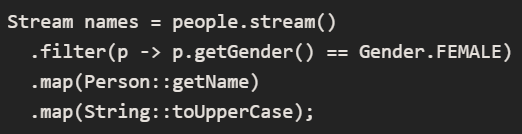 Stream names = people.stream()
  .filter(p -> p.getGender() == Gender.FEMALE)
  .map(Person::getName)
  .map(String::toUpperCase);